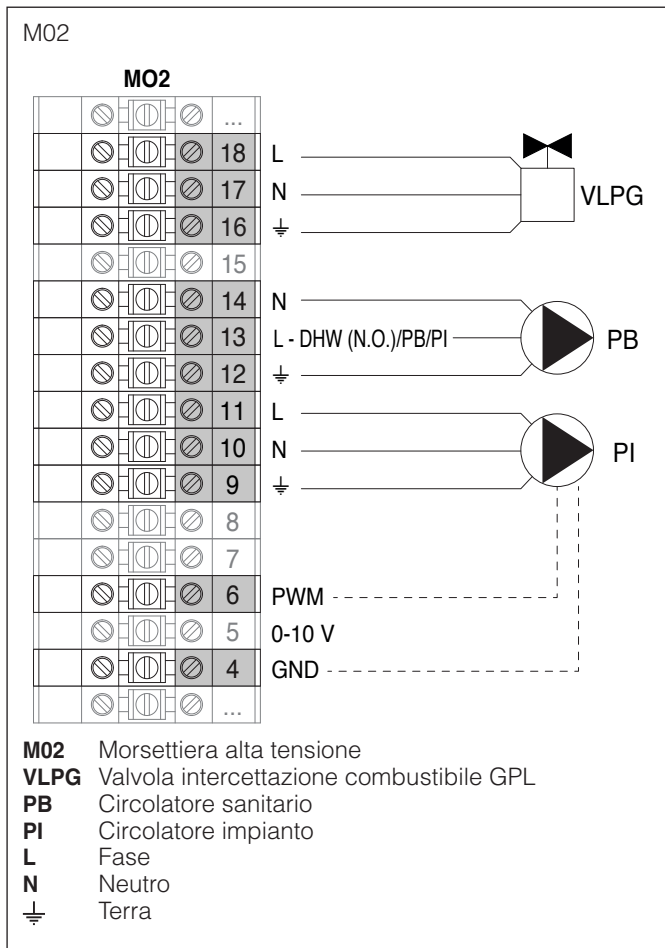 M02
MO2
...
18 L
17 N VLPG
16 ⏚
15
14 N
13 L - DHW (N.O.)/PB/PI PB
12 ⏚
11 L
10 N PI
9 ⏚
8
7
6 PWM
5 0-10 V
4 GND
...
M02 Morsettiera alta tensione
VLPG Valvola intercettazione combustibile GPL
PB Circolatore sanitario
PI Circolatore impianto
L Fase
N Neutro
⏚ Terra